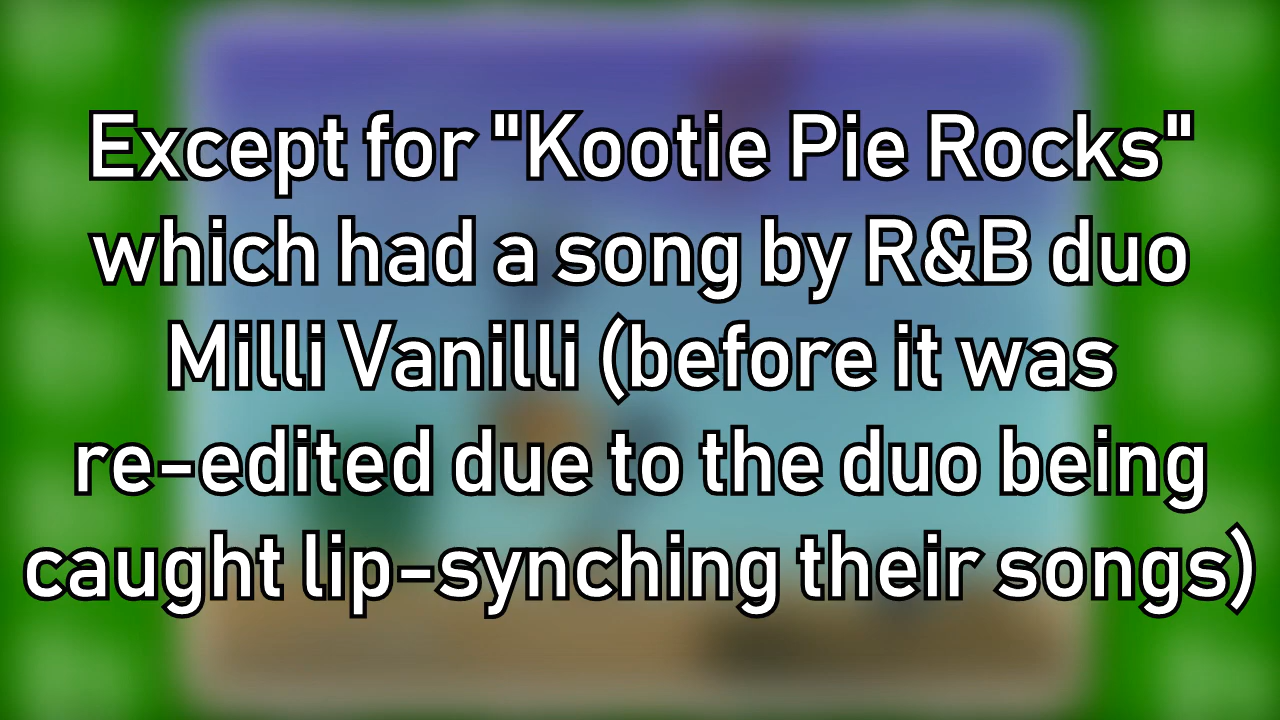 Except for "Kootie Pie Rocks"
which had a song by R&B duo
Milli Vanilli (before it was
re-edited due to the duo being
caught lip-synching their songs)